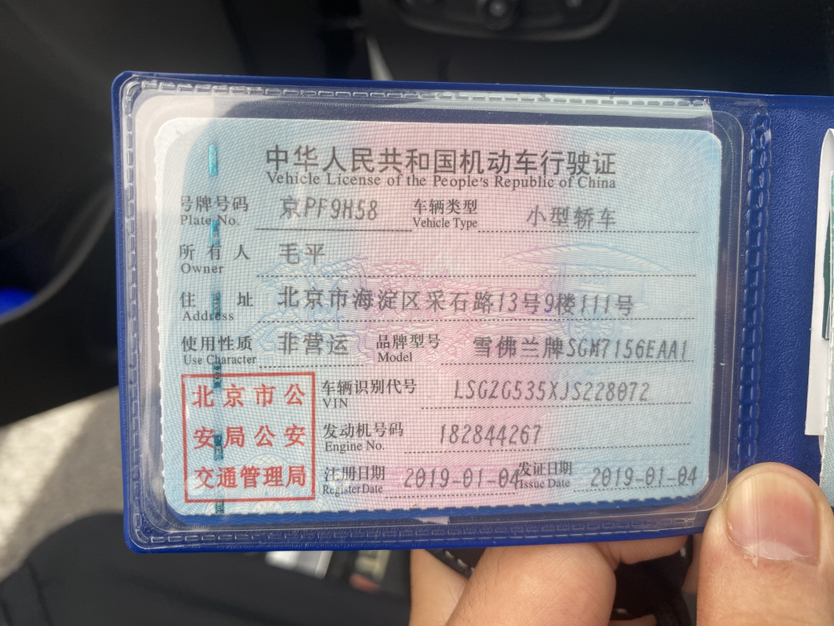 中华人民共和国机动车行驶证
Vehicle License of the People's Republic of China
号牌号码 京PF9H58 车辆类型 小型轿车
Plate No. Vehicle Type
所有人 毛平
Owner
住址 北京市海淀区采石路13号9楼111号
Address
使用性质 非营运 品牌型号 雪佛兰牌SGM7156EAA1
Use Character Model
北京市公 车辆识别代号 LSGZG535XJS228072
VIN
安局公安 发动机号码 182844267
Engine No.
交通管理局 注册日期 2019-01-04 发证日期 2019-01-04
Register Date Issue Date